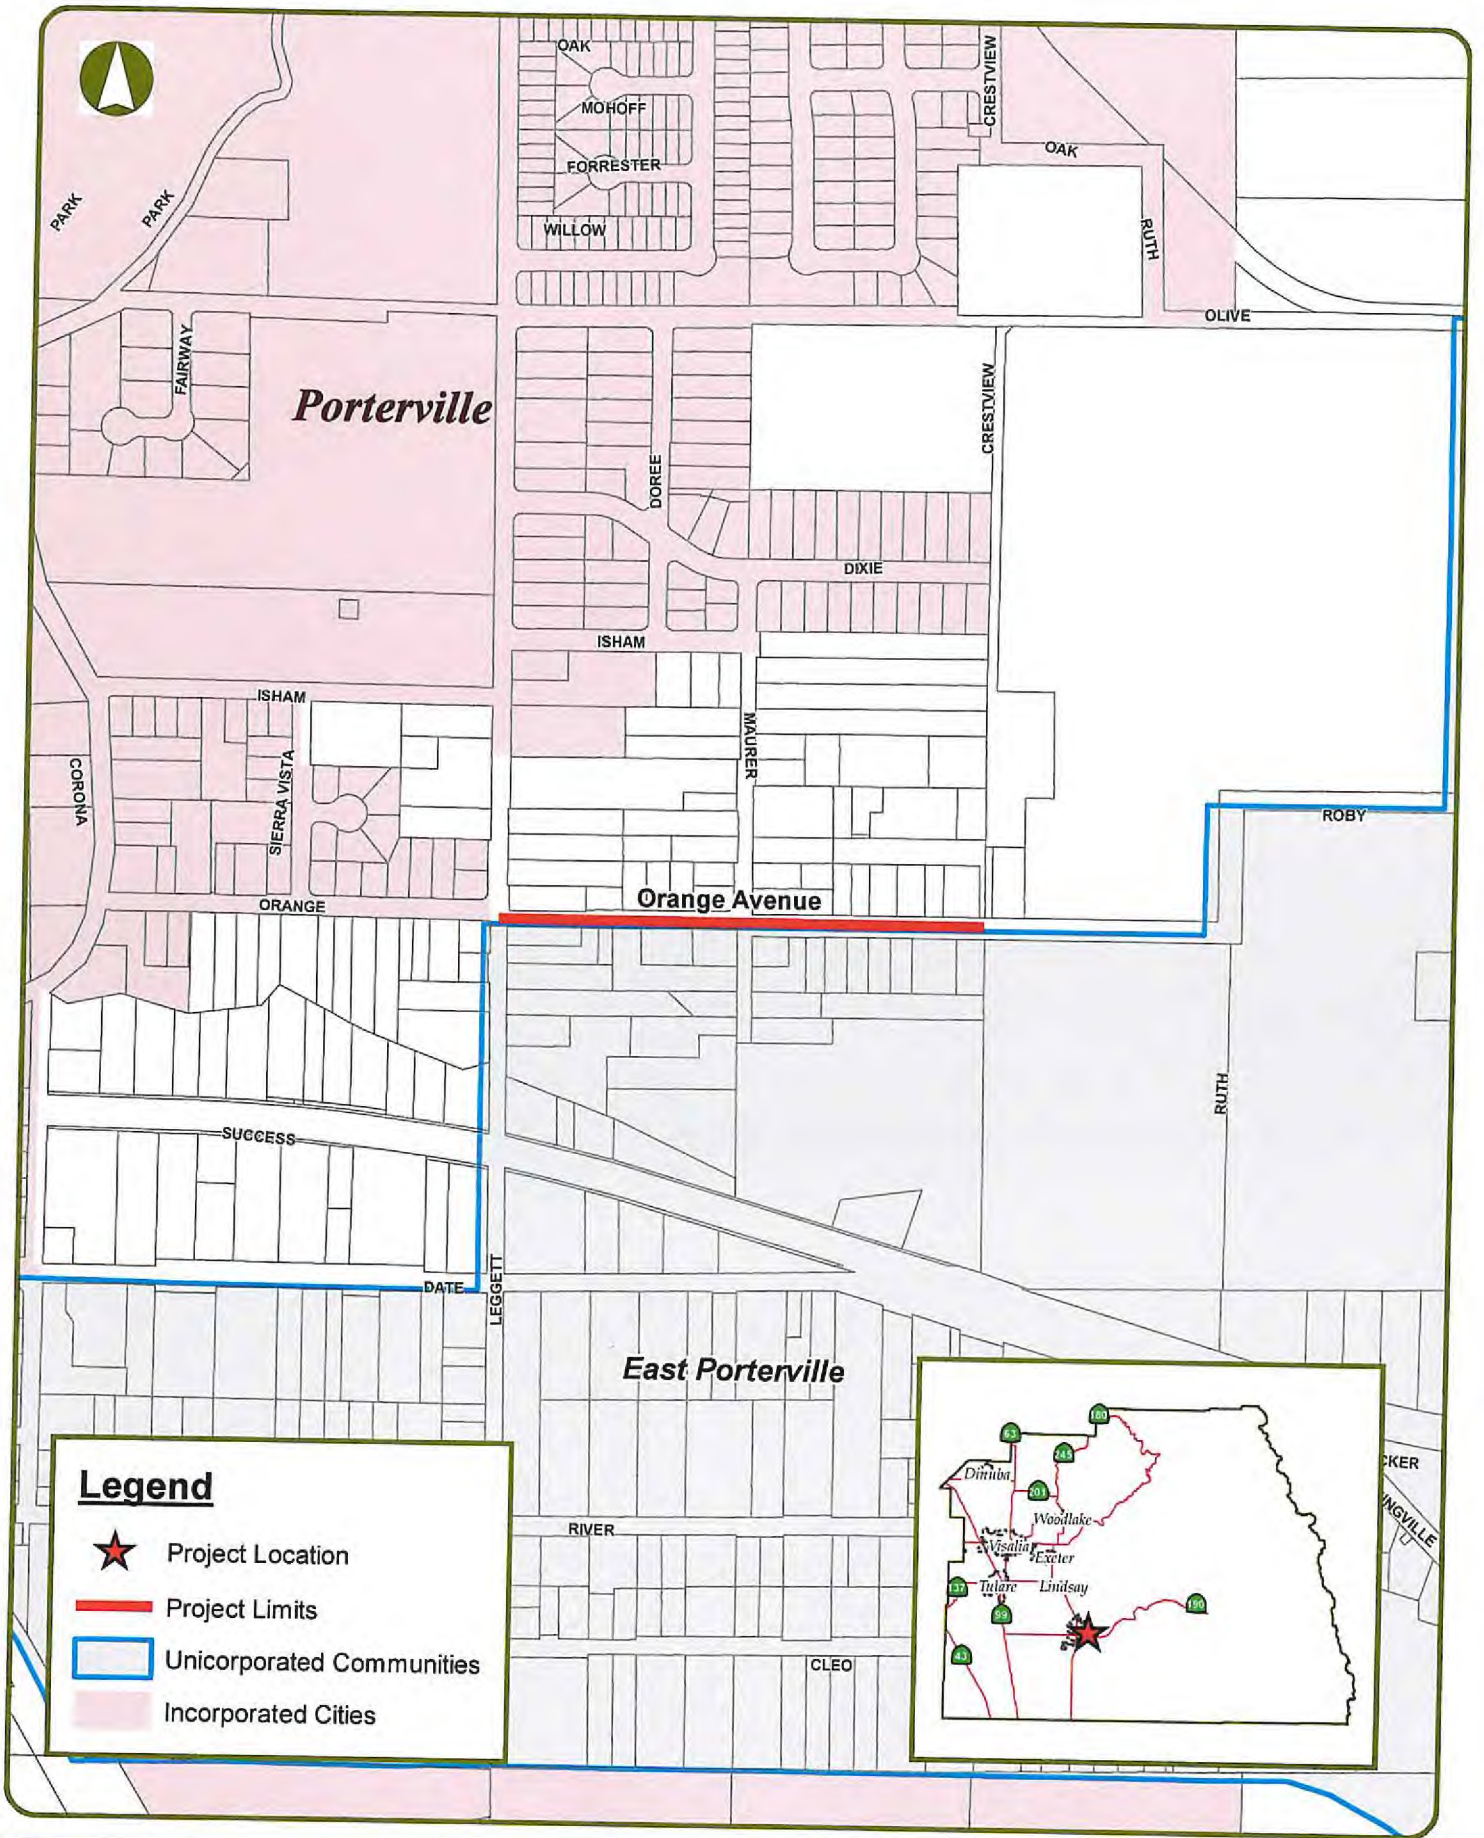 OAK
CRESTVIEW
MOHOFF
OAK
FORRESTER
PARK
PARK
WILLOW
RUTH
OLIVE
FAIRWAY
Porterville
CRESTVIEW
DOREE
DIXIE
ISHAM
ISHAM
MAURER
SIERRA VISTA
CORONA
ROBY
Orange Avenue
ORANGE
RUTH
SUCCESS
DATE
LEGGETT
East Porterville
Legend
Project Location
Project Limits
Unicorporated Communities
Incorporated Cities
RIVER
CLEO
180
63
245
Dinuba
201
Woodlake
Visalia
Exeter
137
Tulare
Lindsay
99
190
43
CKER
INGVILLE